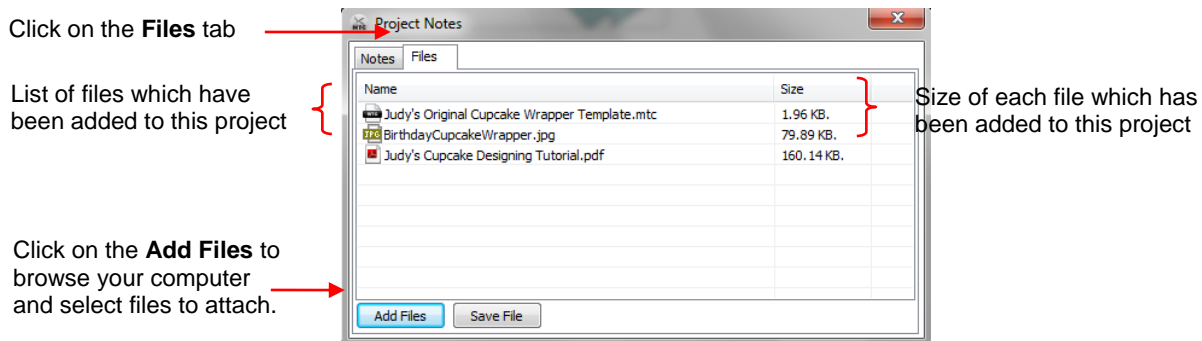 Project Notes
Click on the Files tab
Notes Files
Name Size
List of files which have
been added to this project
Judy's Original Cupcake Wrapper Template.mtc 1.96 KB.
BirthdayCupcakeWrapper.jpg 79.89 KB.
Judy's Cupcake Designing Tutorial.pdf 160.14 KB.
Size of each file which has
been added to this project
Click on the Add Files to
browse your computer
and select files to attach.
Add Files Save File